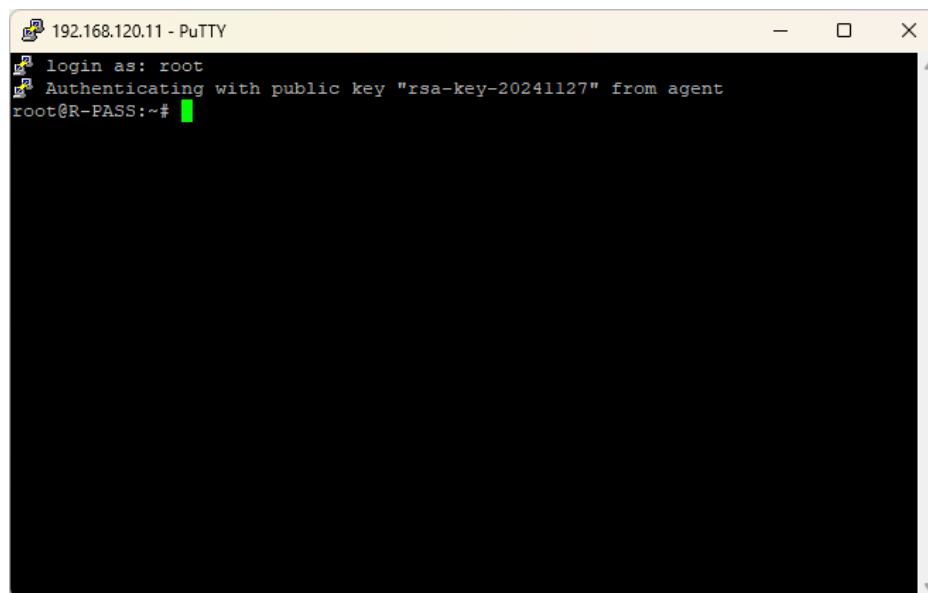 192.168.120.11 - PuTTY
login as: root
Authenticating with public key "rsa-key-20241127" from agent
root@R-PASS:~#